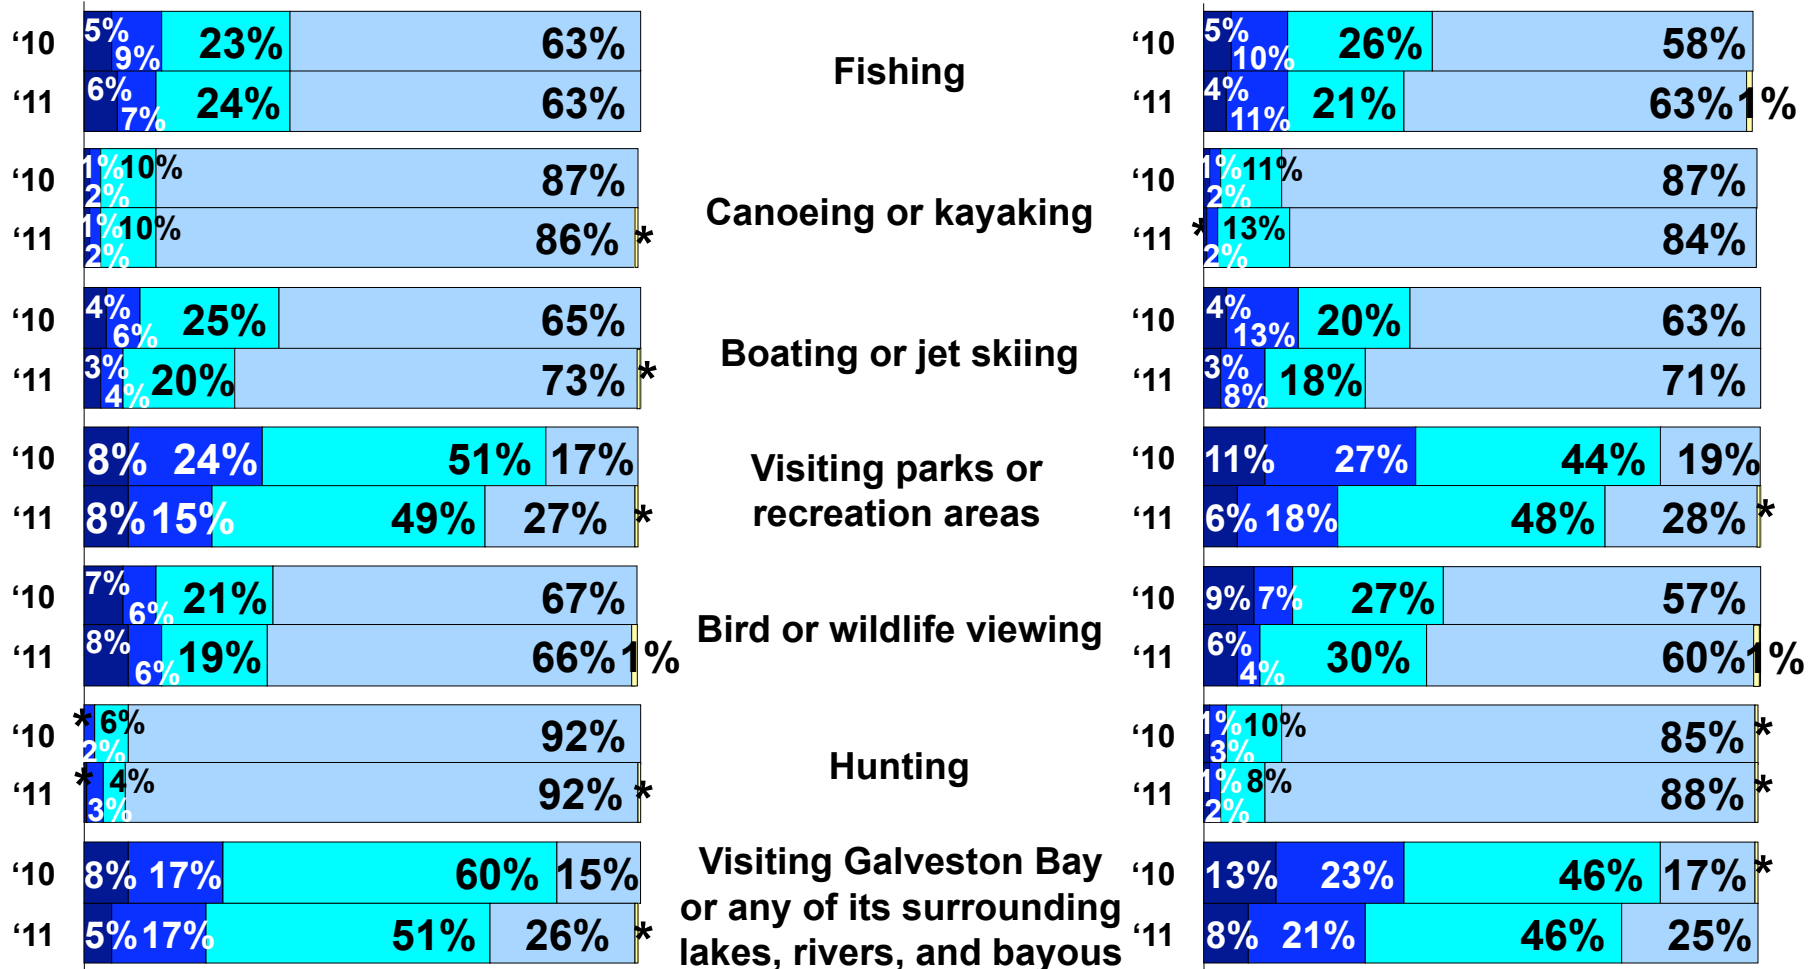 ‘10 5% 9% 23% 63%
‘11 6% 7% 24% 63%
Fishing
‘10 5% 10% 26% 58%
‘11 4% 11% 21% 63% 1%
‘10 1% 2% 10% 87%
‘11 1% 2% 10% 86% *
Canoeing or kayaking
‘10 1% 2% 11% 87%
‘11 * 2% 13% 84%
‘10 4% 6% 25% 65%
‘11 3% 4% 20% 73% *
Boating or jet skiing
‘10 4% 13% 20% 63%
‘11 3% 8% 18% 71%
‘10 8% 24% 51% 17%
‘11 8% 15% 49% 27% *
Visiting parks or
recreation areas
‘10 11% 27% 44% 19%
‘11 6% 18% 48% 28% *
‘10 7% 6% 21% 67%
‘11 8% 6% 19% 66% 1%
Bird or wildlife viewing
‘10 9% 7% 27% 57%
‘11 6% 4% 30% 60% 1%
‘10 * 2% 6% 92%
‘11 * 3% 4% 92% *
Hunting
‘10 1% 3% 10% 85% *
‘11 1% 2% 8% 88% *
‘10 8% 17% 60% 15%
‘11 5% 17% 51% 26% *
Visiting Galveston Bay
or any of its surrounding
lakes, rivers, and bayous
‘10 13% 23% 46% 17% *
‘11 8% 21% 46% 25%